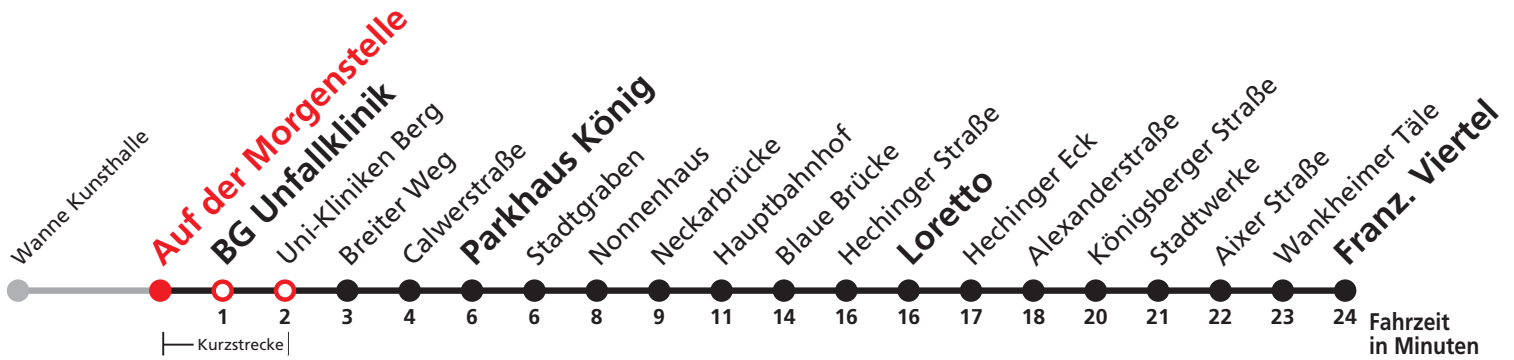 Wanne Kunsthalle
Auf der Morgenstelle
BG Unfallklinik
Uni-Kliniken Berg
Breiter Weg
Calwerstraße
Parkhaus König
Stadtgraben
Nonnenhaus
Neckarbrücke
Hauptbahnhof
Blaue Brücke
Hechinger Straße
Loretto
Hechinger Eck
Alexanderstraße
Königsberger Straße
Stadtwerke
Aixer Straße
Wankheimer Täle
Franz. Viertel
1 2 3 4 6 6 8 9 11 14 16 16 17 18 20 21 22 23 24 Fahrzeit
in Minuten
Kurzstrecke